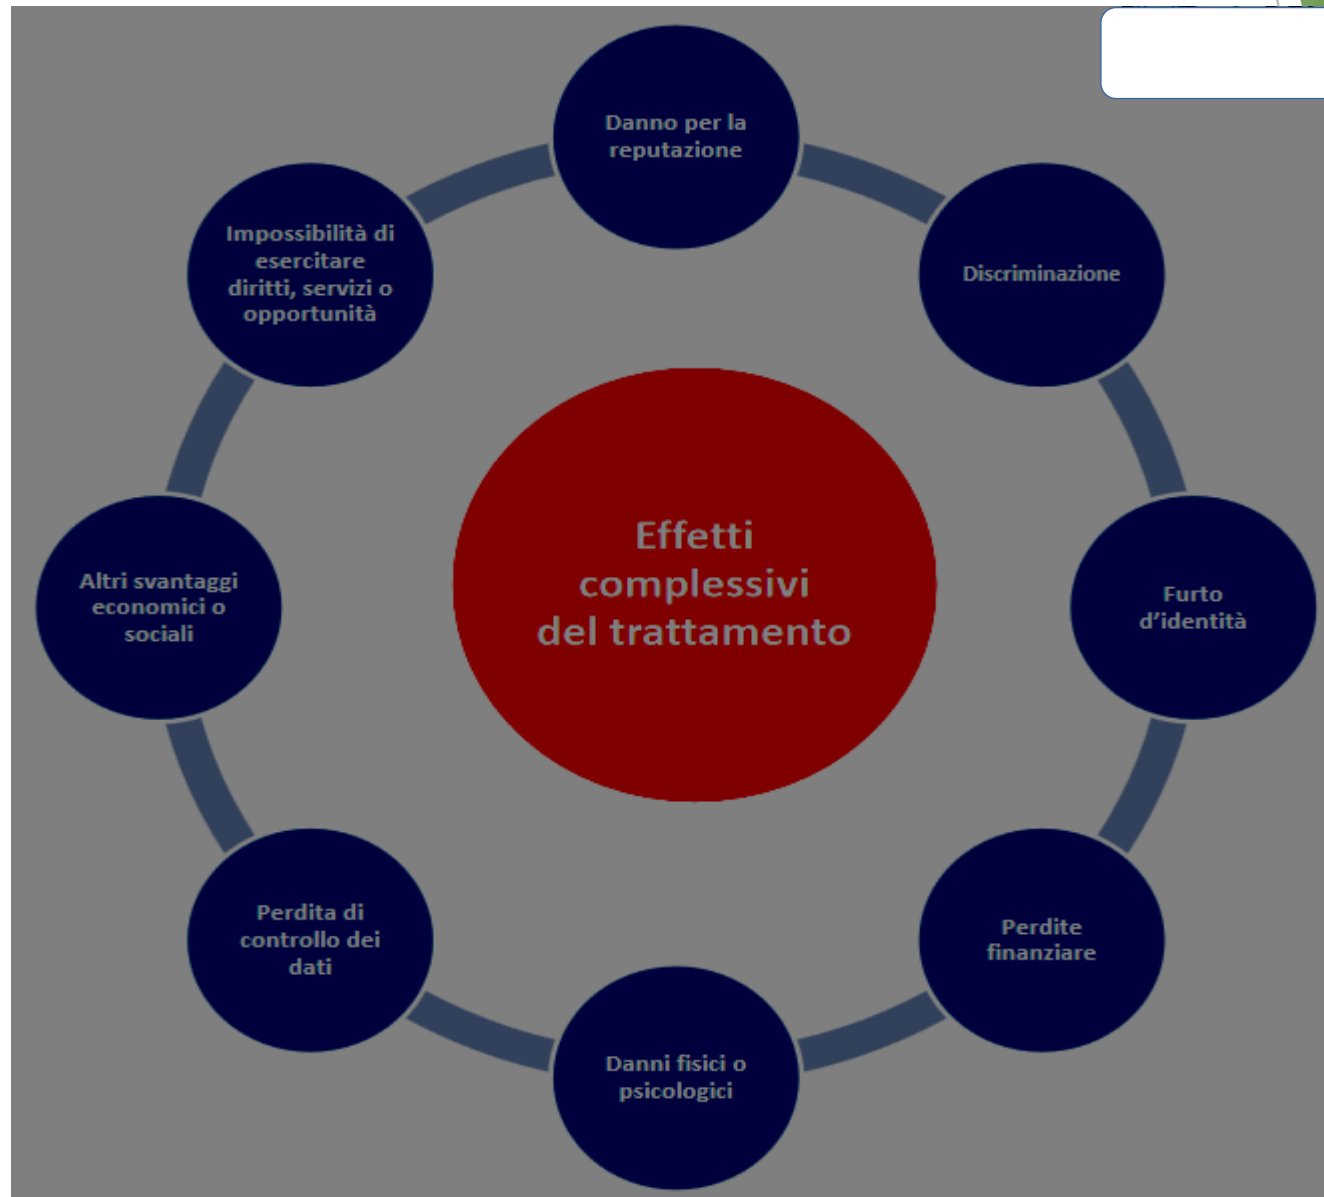 Danno per la
reputazione
Discriminazione
Furto
d’identità
Perdite
finanziare
Danni fisici o
psicologici
Perdita di
controllo dei
dati
Altri svantaggi
economici o
sociali
Impossibilità di
esercitare
diritti, servizi o
opportunità
Effetti
complessivi
del trattamento